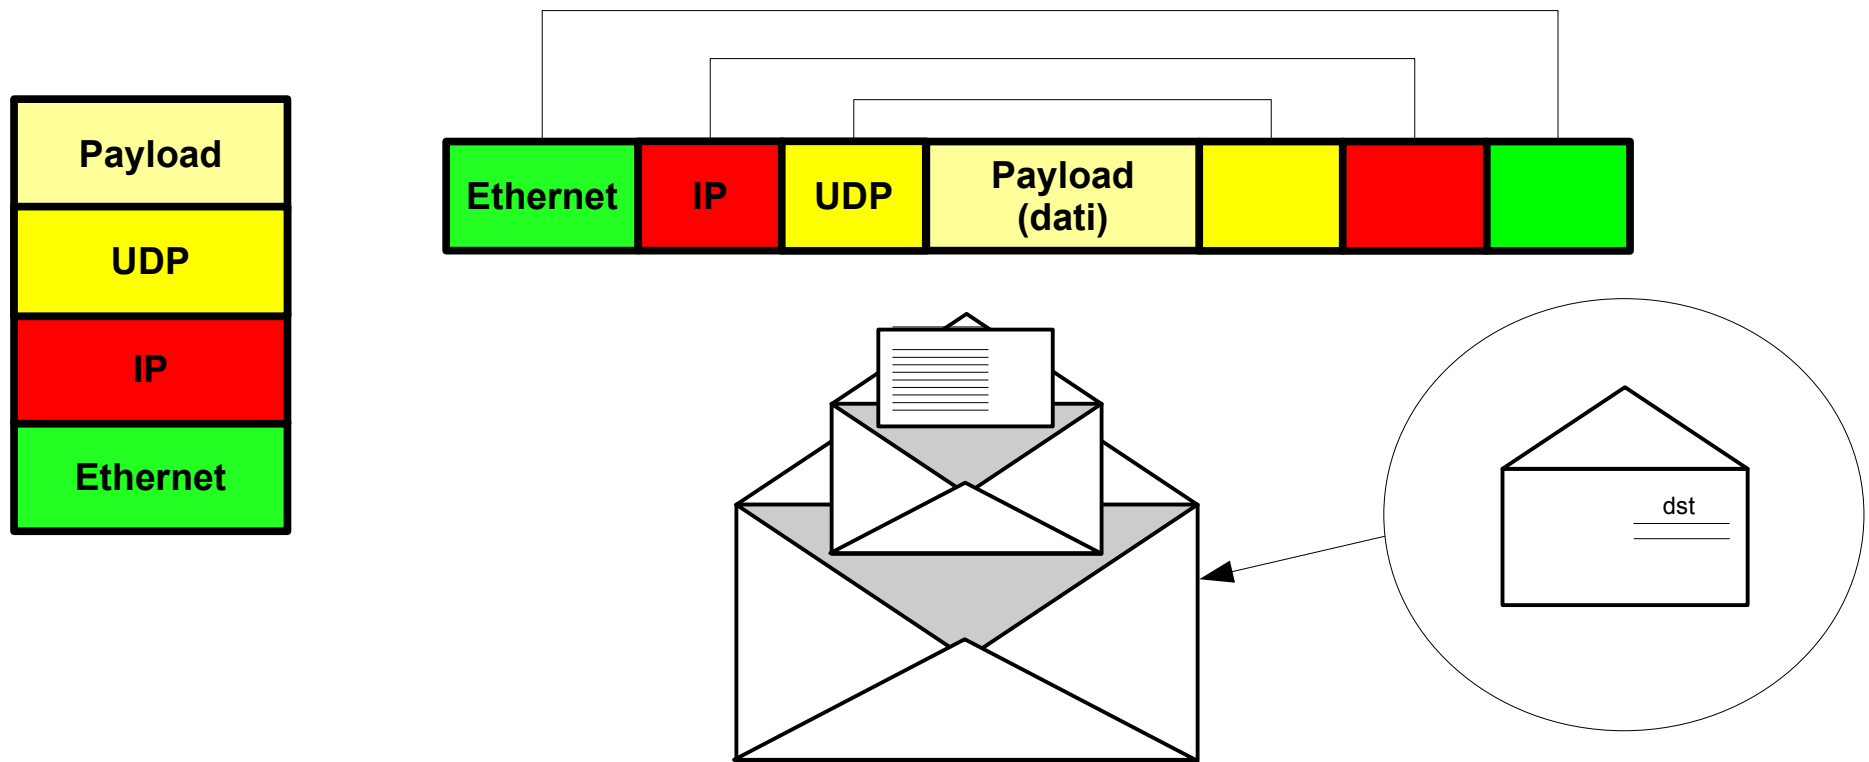 Payload
UDP
IP
Ethernet
Ethernet
IP
UDP
Payload
(dati)
dst